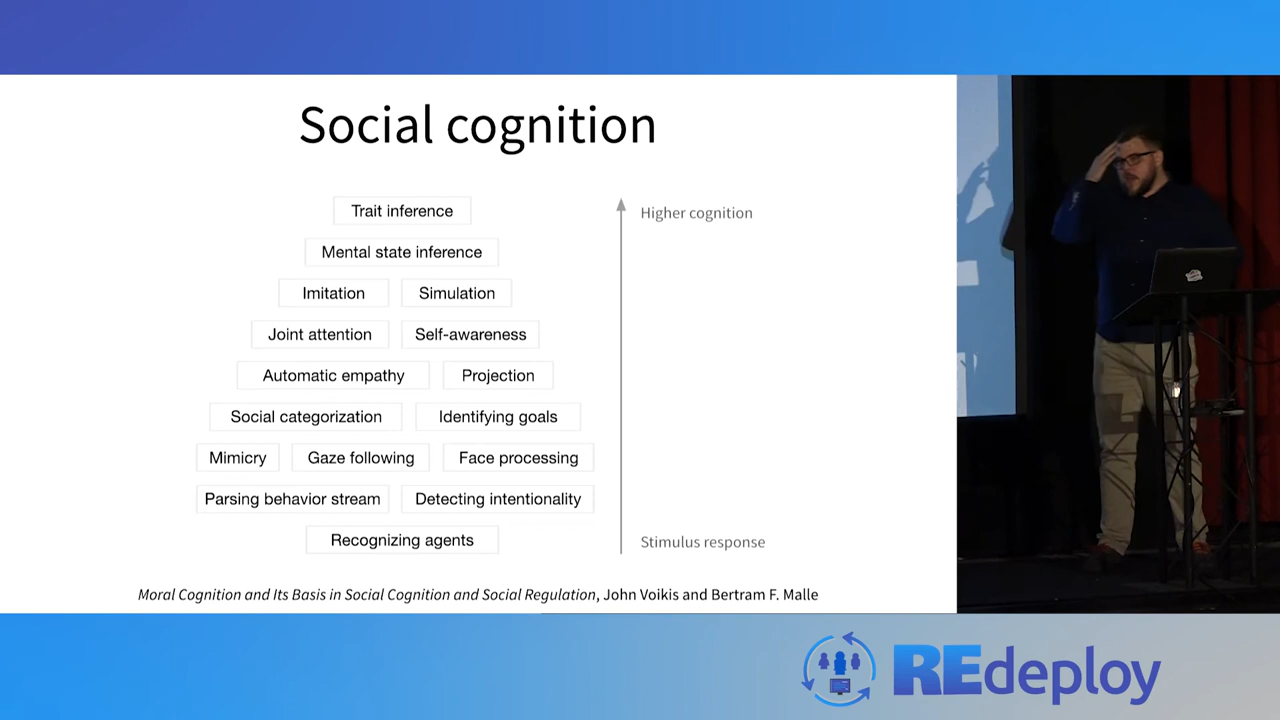 Social cognition
Trait inference
Higher cognition
Mental state inference
Imitation
Simulation
Joint attention
Self-awareness
Automatic empathy
Projection
Social categorization
Identifying goals
Mimicry
Gaze following
Face processing
Parsing behavior stream
Detecting intentionality
Recognizing agents
Stimulus response
Moral Cognition and Its Basis in Social Cognition and Social Regulation, John Voikis and Bertram F. Malle
REdeploy